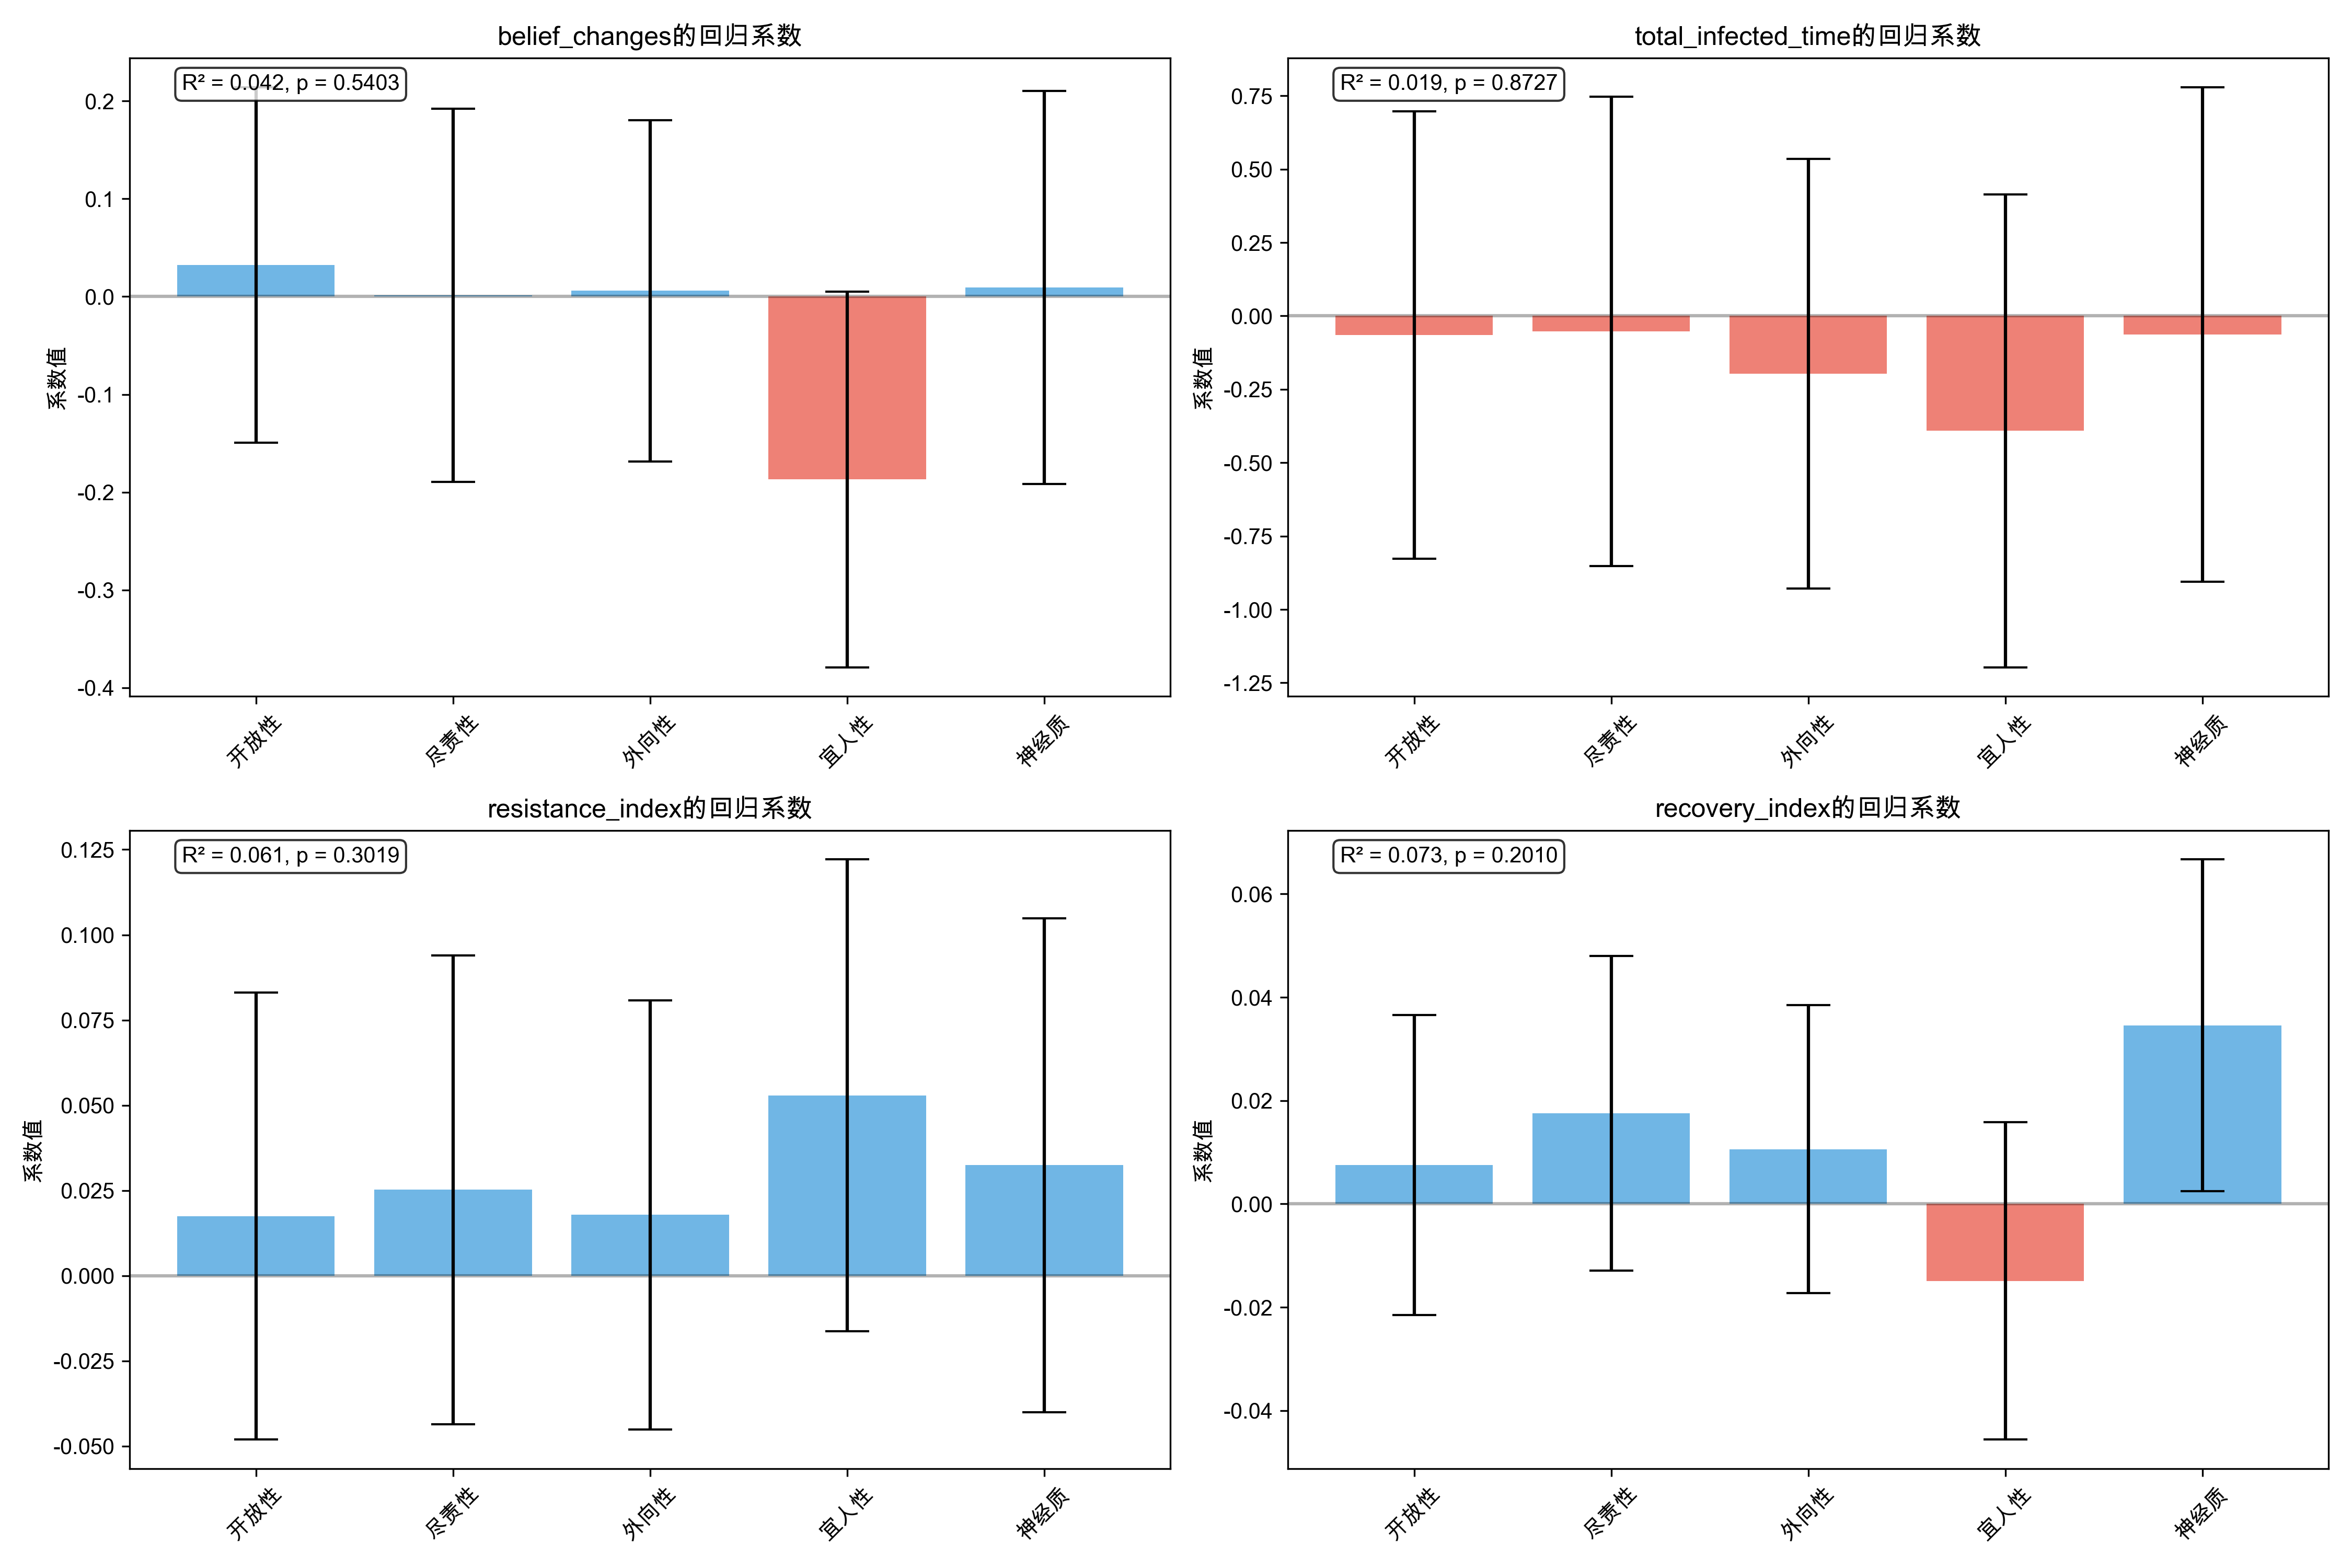 belief_changes的回归系数
R² = 0.042, p = 0.5403
系数值
0.2
0.1
0.0
-0.1
-0.2
-0.3
-0.4
开放性
尽责性
外向性
宜人性
神经质
total_infected_time的回归系数
R² = 0.019, p = 0.8727
系数值
0.75
0.50
0.25
0.00
-0.25
-0.50
-0.75
-1.00
-1.25
开放性
尽责性
外向性
宜人性
神经质
resistance_index的回归系数
R² = 0.061, p = 0.3019
系数值
0.125
0.100
0.075
0.050
0.025
0.000
-0.025
-0.050
开放性
尽责性
外向性
宜人性
神经质
recovery_index的回归系数
R² = 0.073, p = 0.2010
系数值
0.06
0.04
0.02
0.00
-0.02
-0.04
开放性
尽责性
外向性
宜人性
神经质